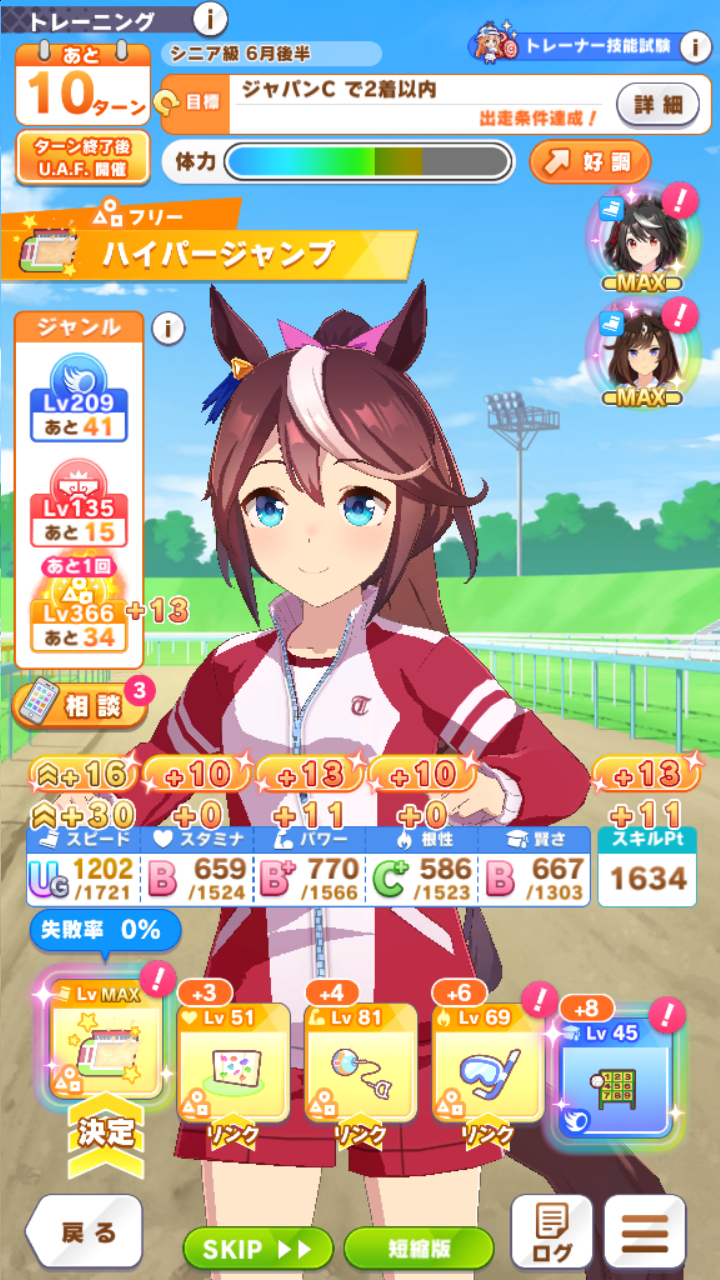 トレーニング
シニア級 6月後半
トレーナー技能試験
あと
10ターン
目標
ジャパンC で2着以内
出走条件達成！
詳細
ターン終了後
U.A.F. 開催
体力
好調
フリー
ハイパージャンプ
MAX
MAX
ジャンル
Lv209
あと 41
Lv135
あと 15
あと1回
Lv366 +13
あと 34
相談 3
+16 +10 +13 +10 +13
+30 +0 +11 +0 +11
スピード スタミナ パワー 根性 賢さ スキルPt
UG 1202 /1721
B 659 /1524
B+ 770 /1566
C+ 586 /1523
B 667 /1303
1634
失敗率 0%
+3 +4 +6 +8
Lv MAX Lv 51 Lv 81 Lv 69 Lv 45
決定 リンク リンク リンク
戻る
SKIP
短縮版
ログ